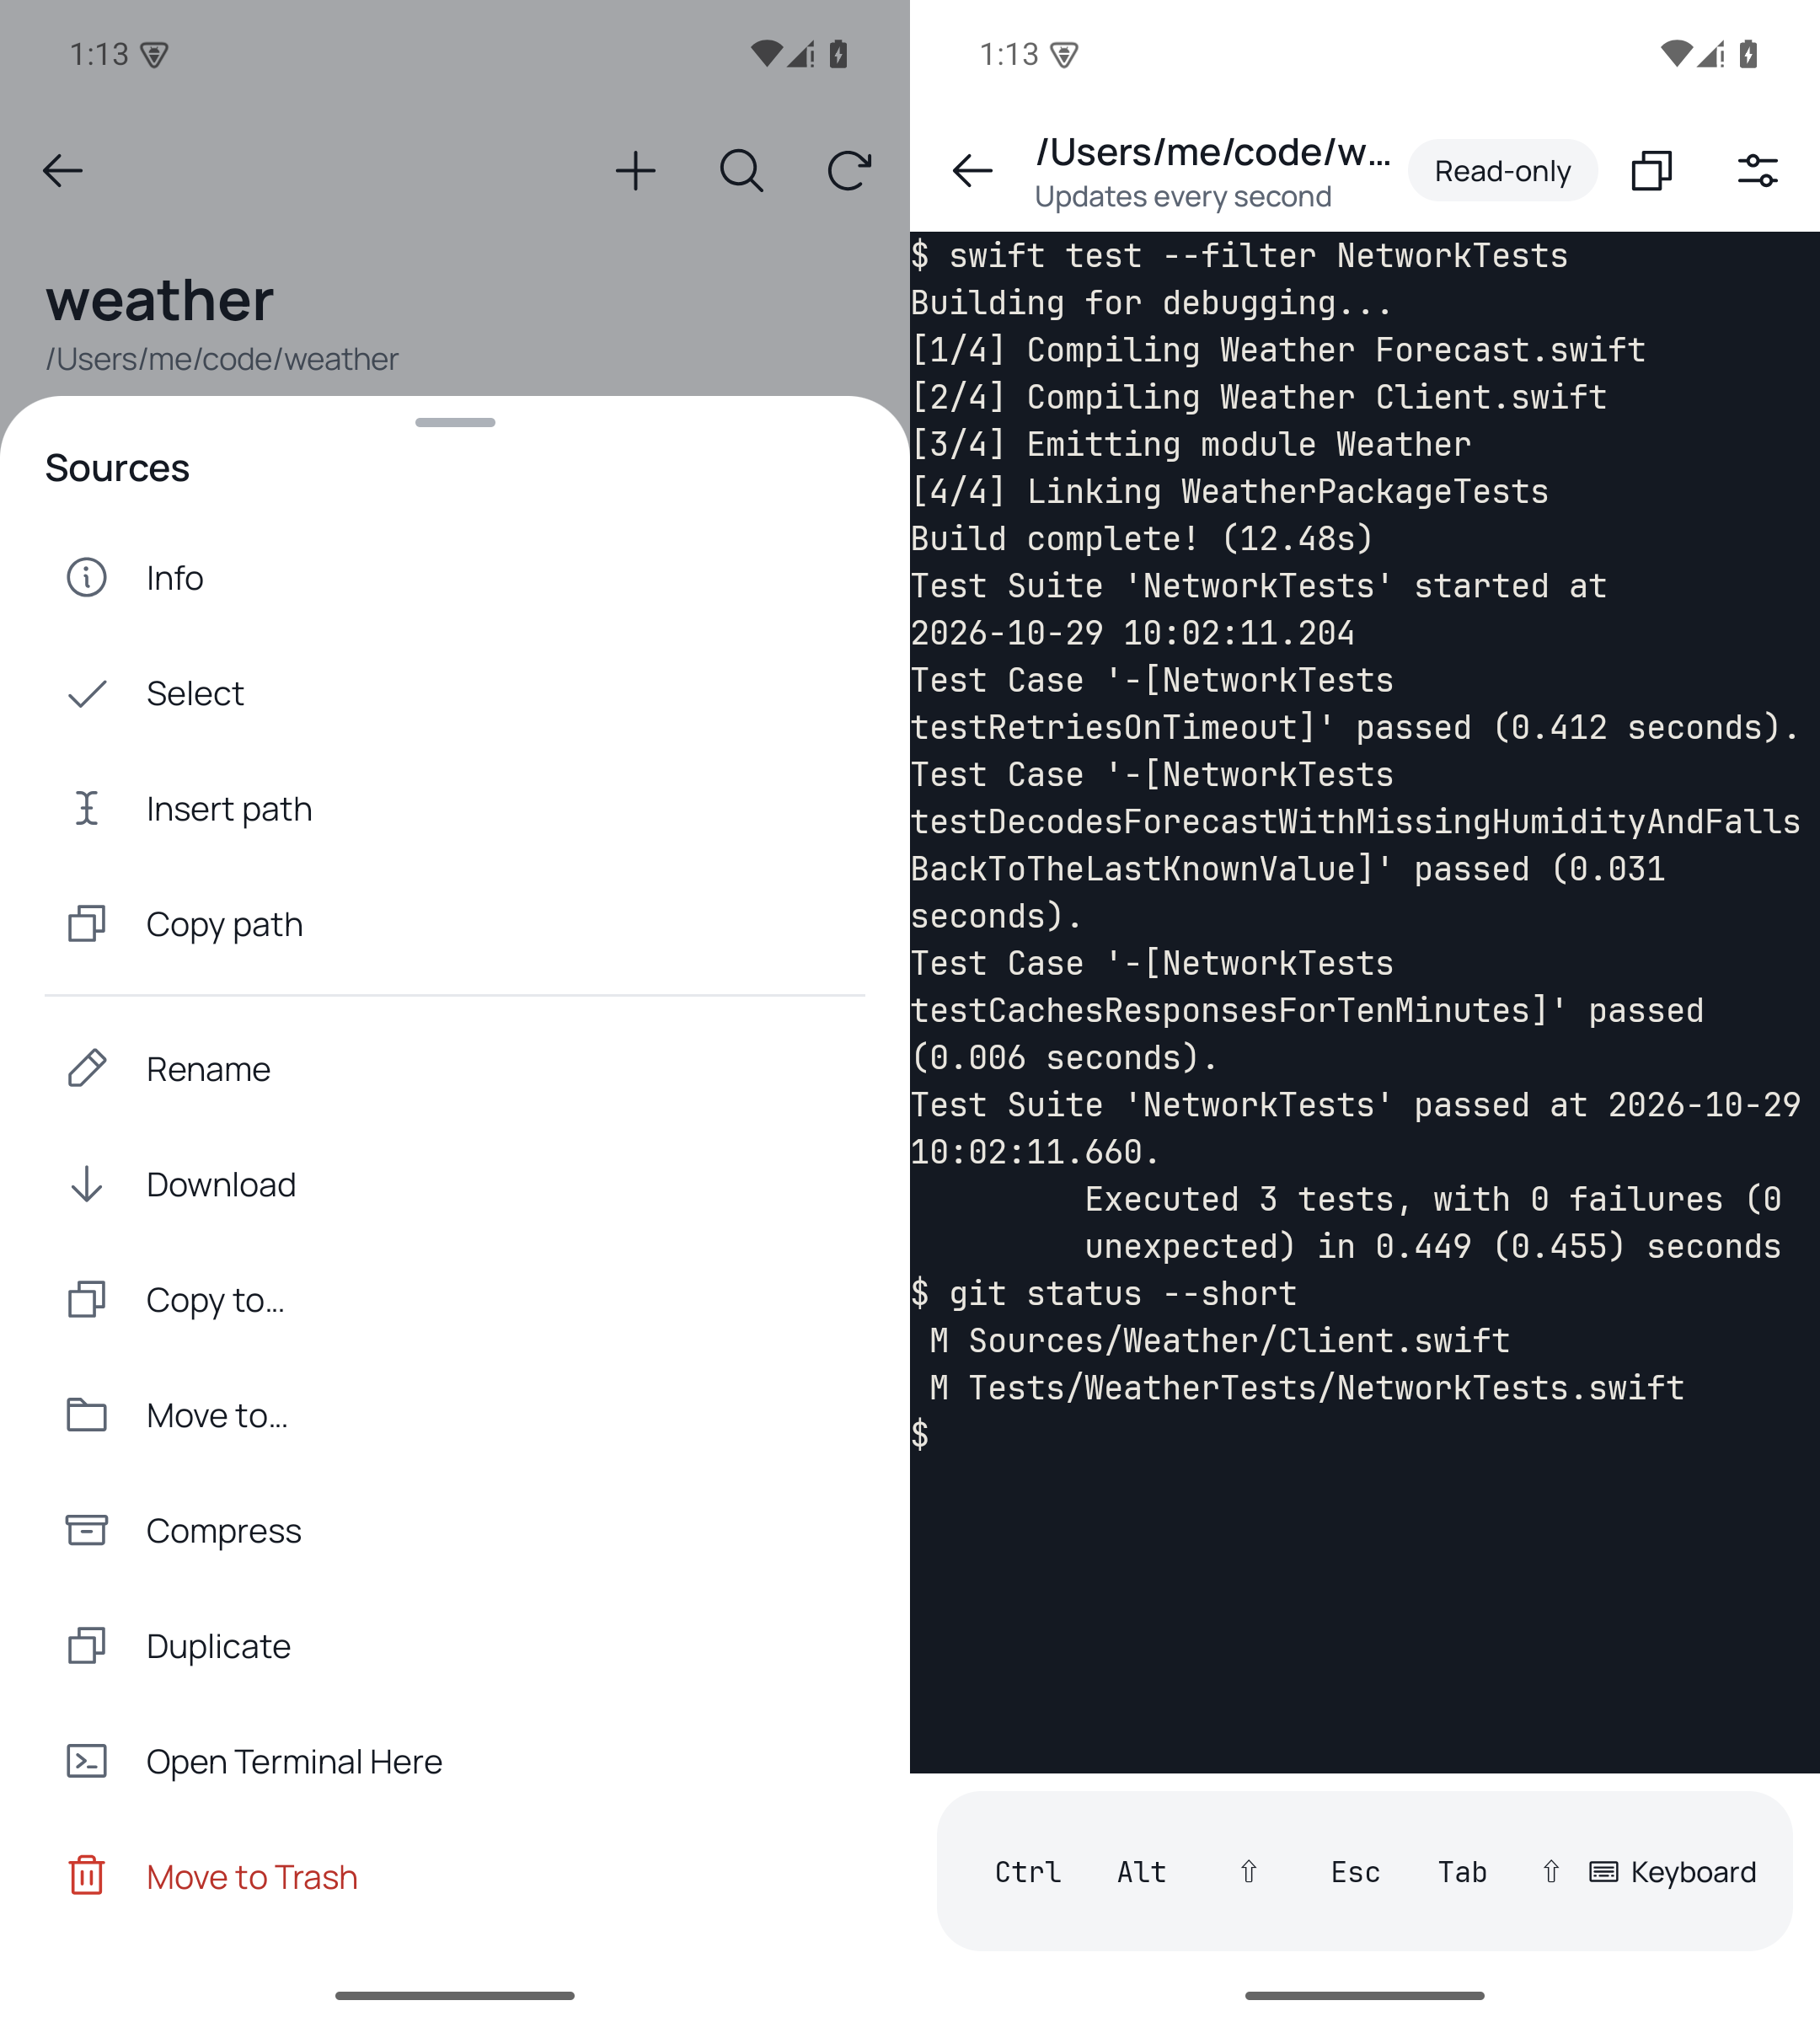 1:13
weather
/Users/me/code/weather
Sources
Info
Select
Insert path
Copy path
Rename
Download
Copy to…
Move to…
Compress
Duplicate
Open Terminal Here
Move to Trash
1:13
/Users/me/code/w…
Updates every second
Read-only
$ swift test --filter NetworkTests
Building for debugging...
[1/4] Compiling Weather Forecast.swift
[2/4] Compiling Weather Client.swift
[3/4] Emitting module Weather
[4/4] Linking WeatherPackageTests
Build complete! (12.48s)
Test Suite 'NetworkTests' started at
2026-10-29 10:02:11.204
Test Case '-[NetworkTests
testRetriesOnTimeout]' passed (0.412 seconds).
Test Case '-[NetworkTests
testDecodesForecastWithMissingHumidityAndFalls
BackToTheLastKnownValue]' passed (0.031
seconds).
Test Case '-[NetworkTests
testCachesResponsesForTenMinutes]' passed
(0.006 seconds).
Test Suite 'NetworkTests' passed at 2026-10-29
10:02:11.660.
Executed 3 tests, with 0 failures (0
unexpected) in 0.449 (0.455) seconds
$ git status --short
M Sources/Weather/Client.swift
M Tests/WeatherTests/NetworkTests.swift
$
Ctrl Alt ⇧ Esc Tab ⇧ Keyboard